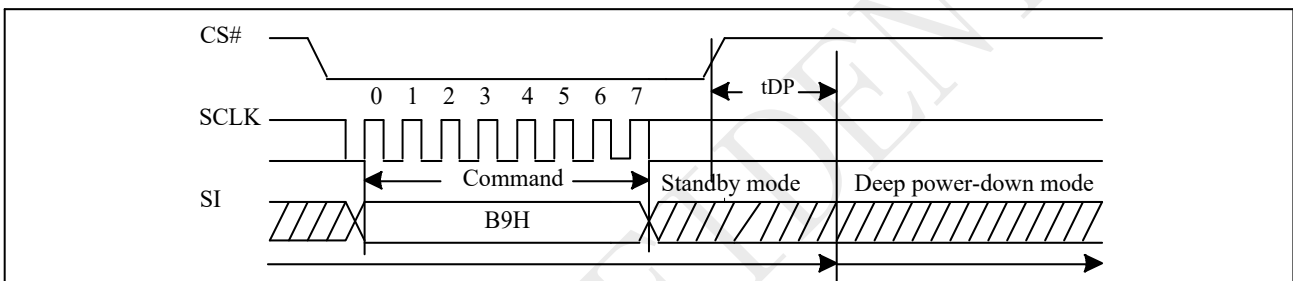 CS#
tDP
0 1 2 3 4 5 6 7
SCLK
Command
Standby mode
Deep power-down mode
SI
B9H